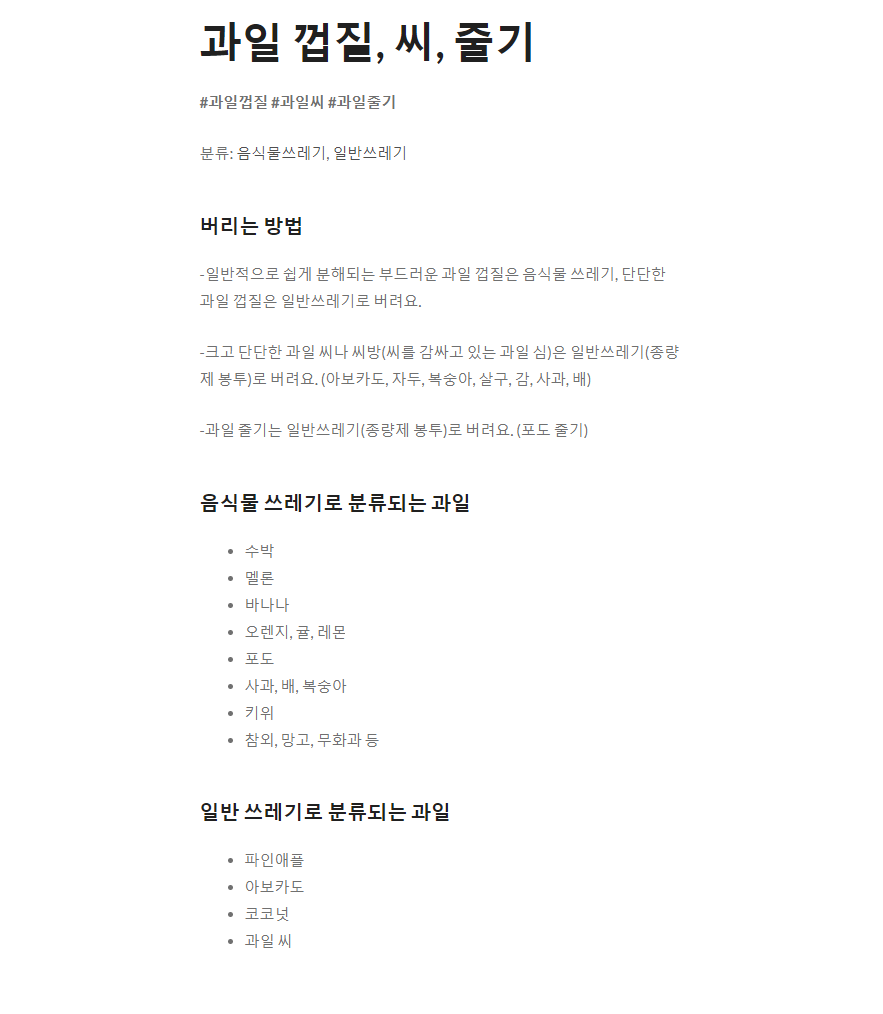 과일 껍질, 씨, 줄기
#과일껍질 #과일씨 #과일줄기
분류: 음식물쓰레기, 일반쓰레기
버리는 방법
-일반적으로 쉽게 분해되는 부드러운 과일 껍질은 음식물 쓰레기, 단단한
과일 껍질은 일반쓰레기로 버려요.
-크고 단단한 과일 씨나 씨방(씨를 감싸고 있는 과일 심)은 일반쓰레기(종량
제 봉투)로 버려요. (아보카도, 자두, 복숭아, 살구, 감, 사과, 배)
-과일 줄기는 일반쓰레기(종량제 봉투)로 버려요. (포도 줄기)
음식물 쓰레기로 분류되는 과일
• 수박
• 멜론
• 바나나
• 오렌지, 귤, 레몬
• 포도
• 사과, 배, 복숭아
• 키위
• 참외, 망고, 무화과 등
일반 쓰레기로 분류되는 과일
• 파인애플
• 아보카도
• 코코넛
• 과일 씨